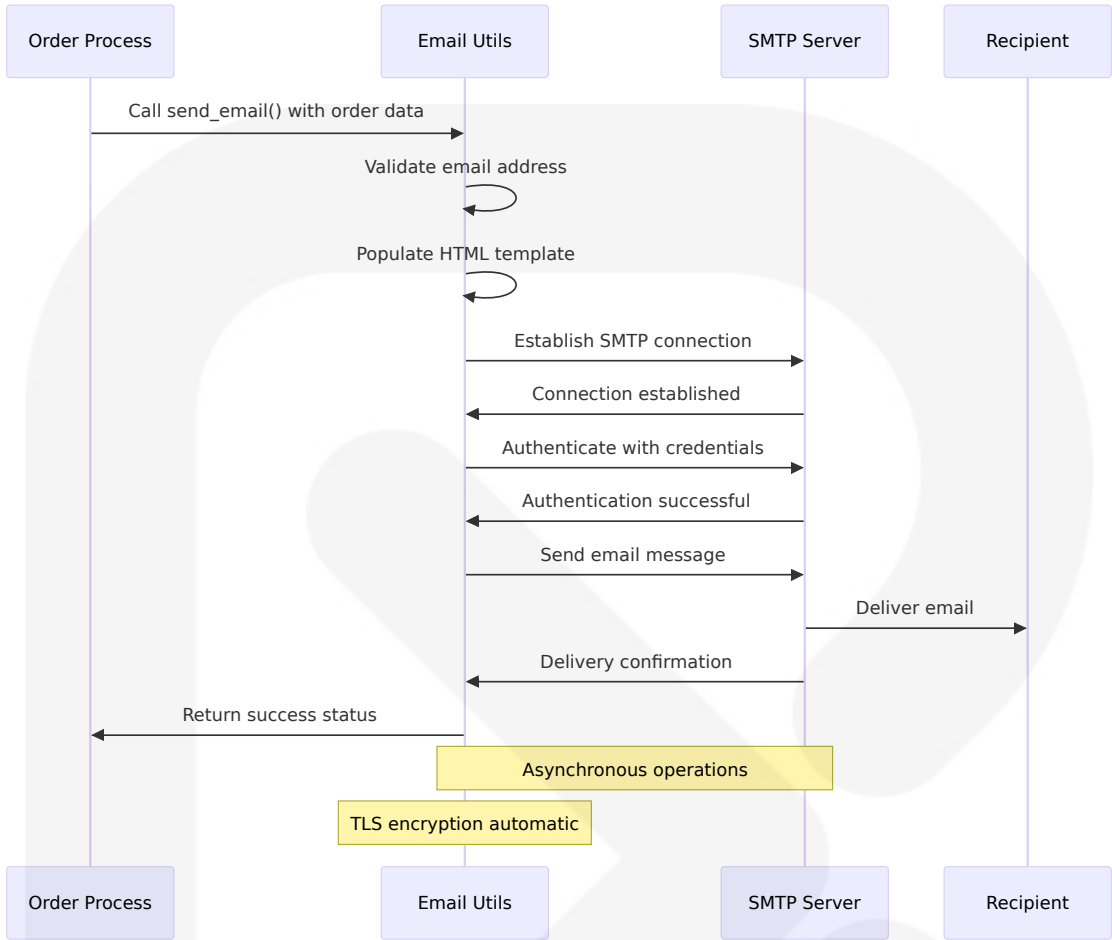 Order Process
Email Utils
SMTP Server
Recipient
Call send_email() with order data
Validate email address
Populate HTML template
Establish SMTP connection
Connection established
Authenticate with credentials
Authentication successful
Send email message
Deliver email
Delivery confirmation
Return success status
Asynchronous operations
TLS encryption automatic
Order Process
Email Utils
SMTP Server
Recipient